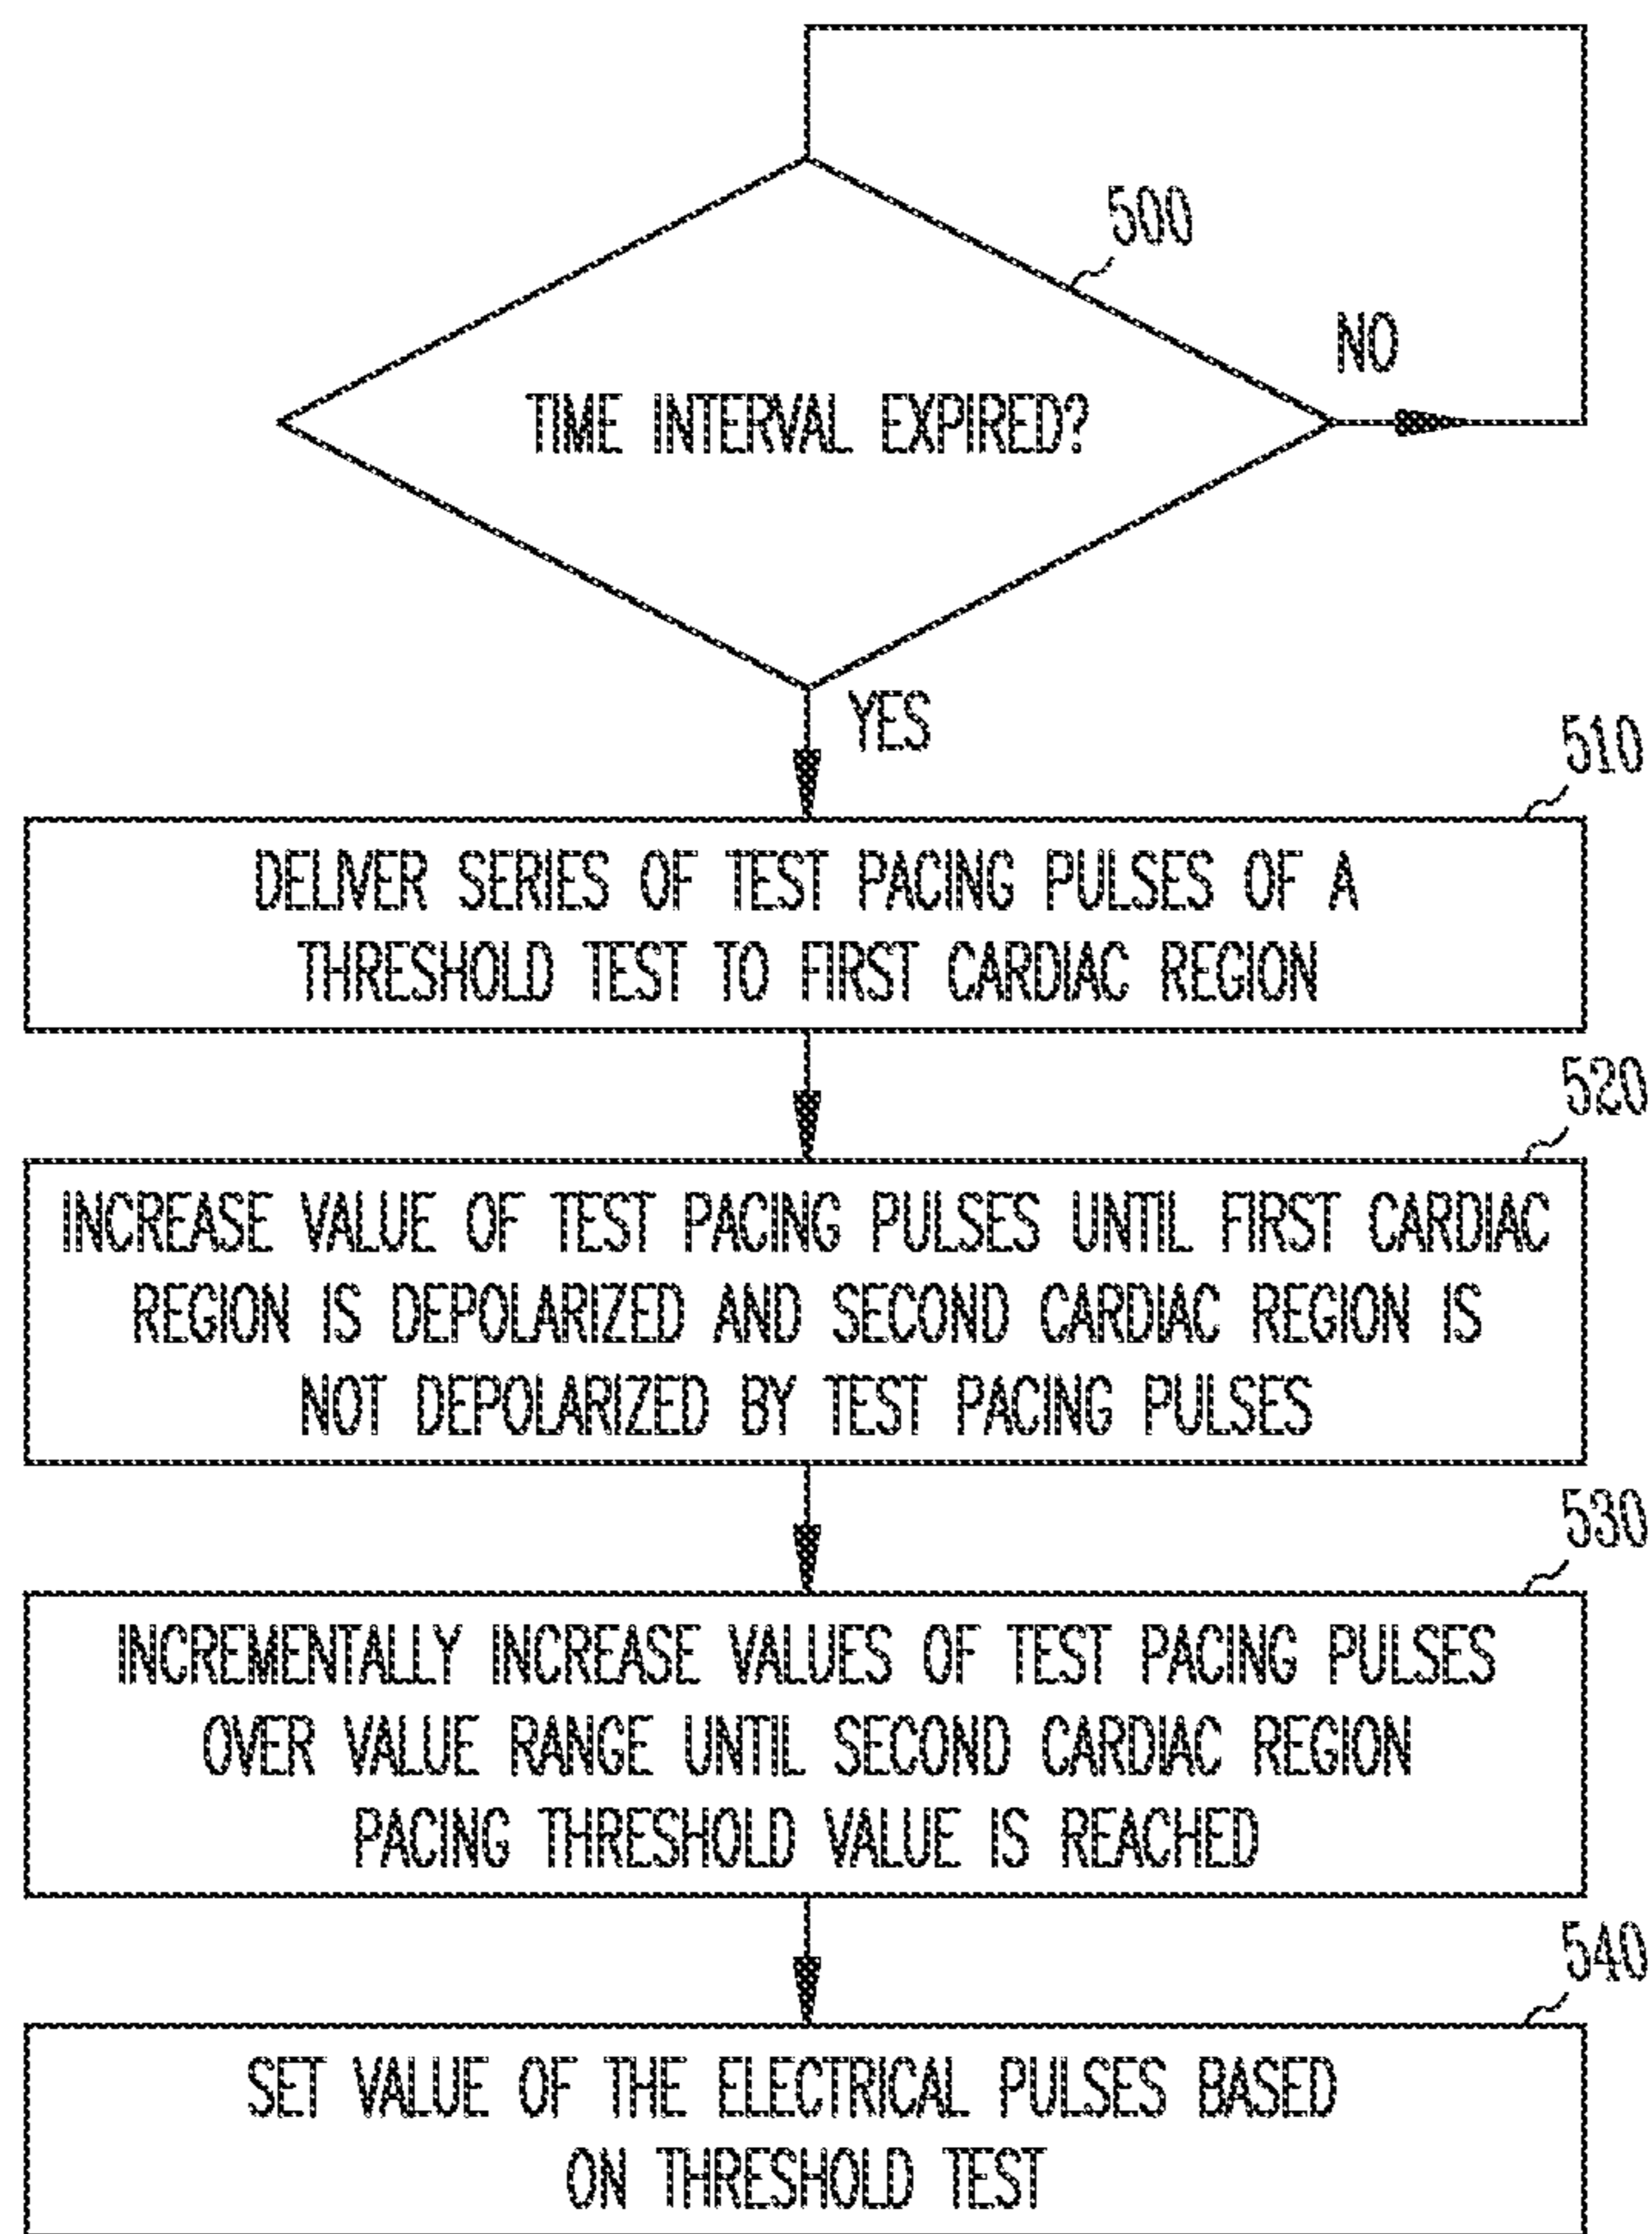 500
NO
TIME INTERVAL EXPIRED?
YES
510
DELIVER SERIES OF TEST PACING PULSES OF A
THRESHOLD TEST TO FIRST CARDIAC REGION
520
INCREASE VALUE OF TEST PACING PULSES UNTIL FIRST CARDIAC
REGION IS DEPOLARIZED AND SECOND CARDIAC REGION IS
NOT DEPOLARIZED BY TEST PACING PULSES
530
INCREMENTALLY INCREASE VALUES OF TEST PACING PULSES
OVER VALUE RANGE UNTIL SECOND CARDIAC REGION
PACING THRESHOLD VALUE IS REACHED
540
SET VALUE OF THE ELECTRICAL PULSES BASED
ON THRESHOLD TEST